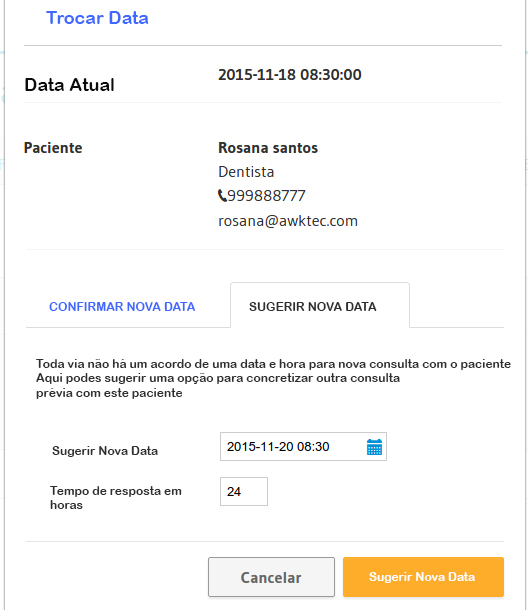 Trocar Data
Data Atual
2015-11-18 08:30:00
Paciente
Rosana santos
Dentista
999888777
rosana@awktec.com
CONFIRMAR NOVA DATA
SUGERIR NOVA DATA
Toda via não há um acordo de uma data e hora para nova consulta com o paciente
Aqui podes sugerir uma opção para concretizar outra consulta
prévia com este paciente
Sugerir Nova Data
2015-11-20 08:30
Tempo de resposta em
horas
24
Cancelar
Sugerir Nova Data